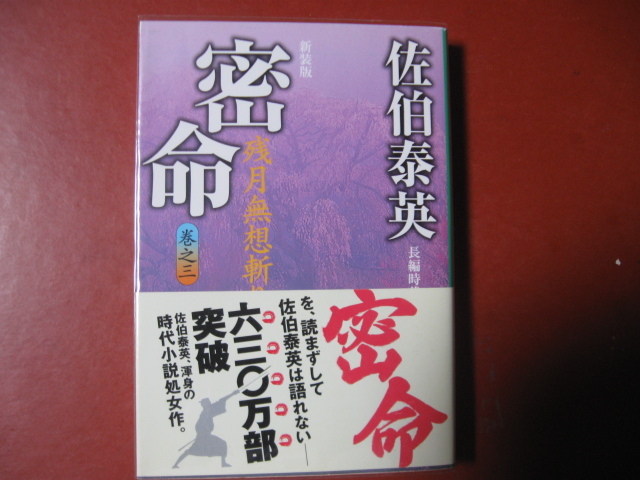 佐伯泰英
長編時
新装版
密命
残月無想斬
巻之三
密命
を、読まずして
佐伯泰英は語れない―
六三〇万部
突破
佐伯泰英、渾身の
時代小説処女作。